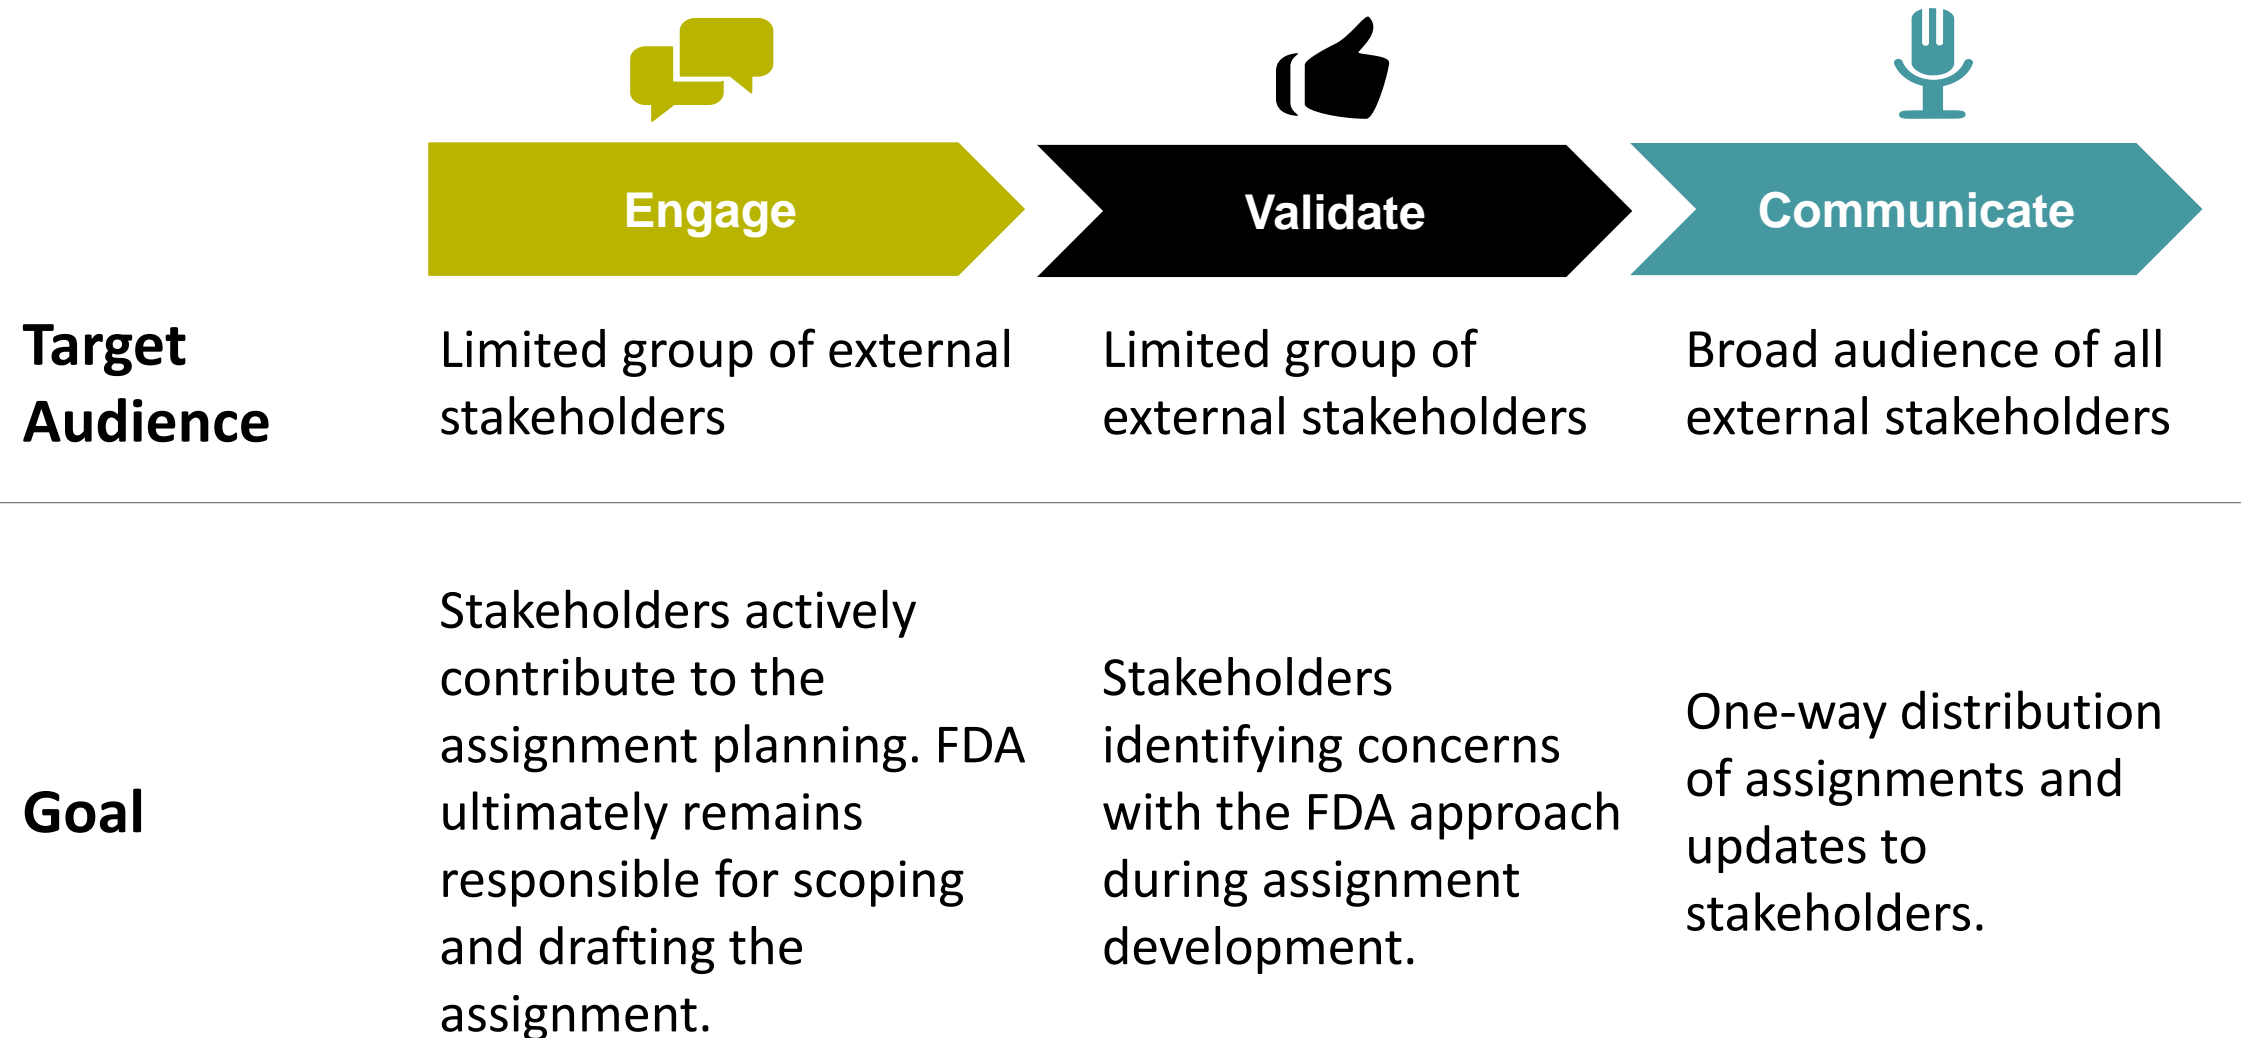 Engage
Validate
Communicate
Target
Audience
Limited group of external
stakeholders
Limited group of
external stakeholders
Broad audience of all
external stakeholders
Goal
Stakeholders actively
contribute to the
assignment planning. FDA
ultimately remains
responsible for scoping
and drafting the
assignment.
Stakeholders
identifying concerns
with the FDA approach
during assignment
development.
One-way distribution
of assignments and
updates to
stakeholders.